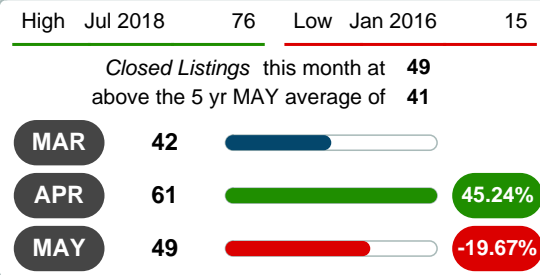 High Jul 2018 76 Low Jan 2016 15
Closed Listings this month at 49
above the 5 yr MAY average of 41
MAR 42
APR 61 45.24%
MAY 49 -19.67%